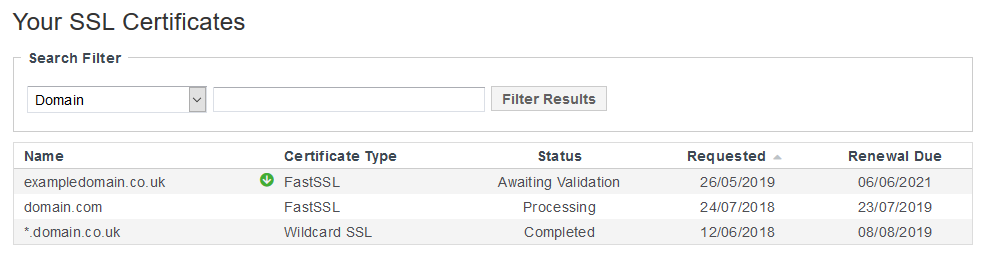 Your SSL Certificates
Search Filter
Domain Filter Results
Name Certificate Type Status Requested Renewal Due
exampledomain.co.uk FastSSL Awaiting Validation 26/05/2019 06/06/2021
domain.com FastSSL Processing 24/07/2018 23/07/2019
*.domain.co.uk Wildcard SSL Completed 12/06/2018 08/08/2019